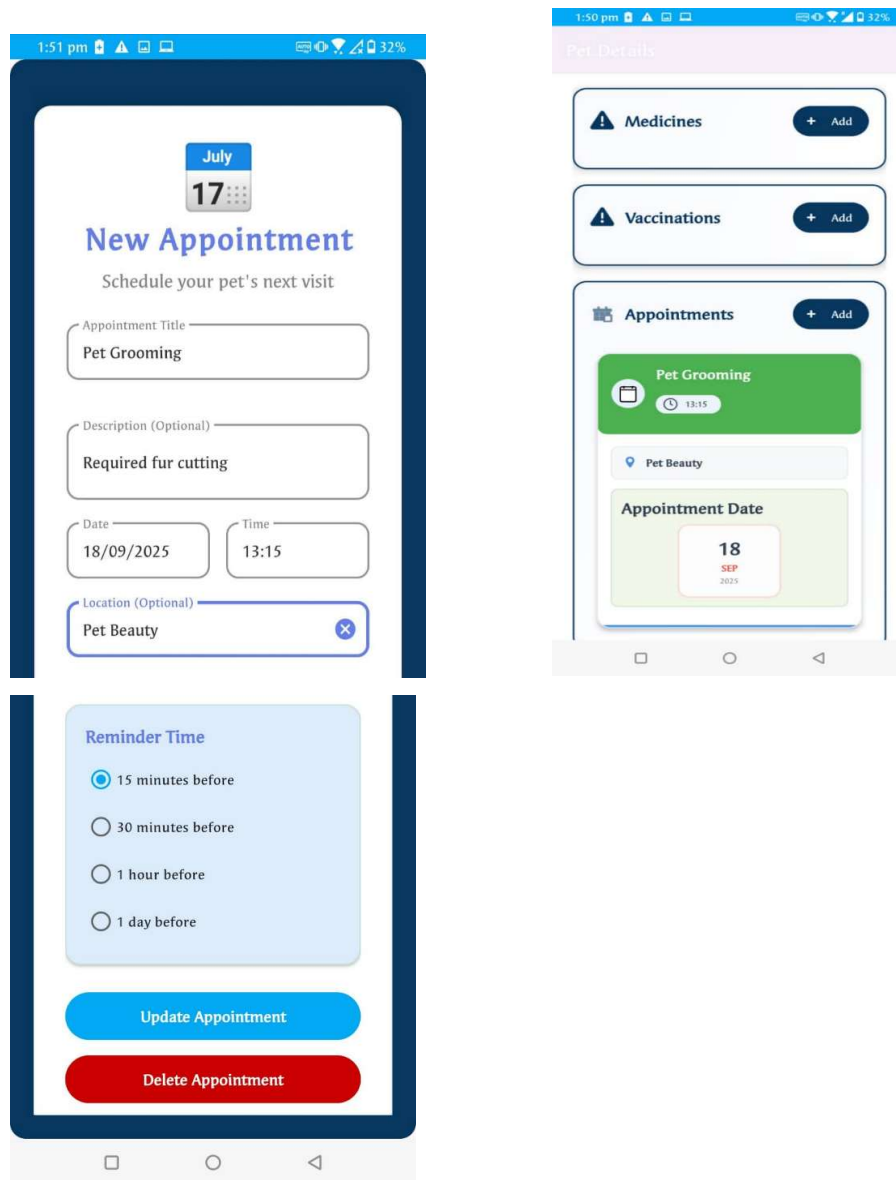 1:51 pm 32%
July
17
New Appointment
Schedule your pet's next visit
Appointment Title
Pet Grooming
Description (Optional)
Required fur cutting
Date Time
18/09/2025 13:15
Location (Optional)
Pet Beauty
1:50 pm 32%
Pet Details
Medicines + Add
Vaccinations + Add
Appointments + Add
Pet Grooming
13:15
Pet Beauty
Appointment Date
18
SEP
2025
Reminder Time
15 minutes before
30 minutes before
1 hour before
1 day before
Update Appointment
Delete Appointment